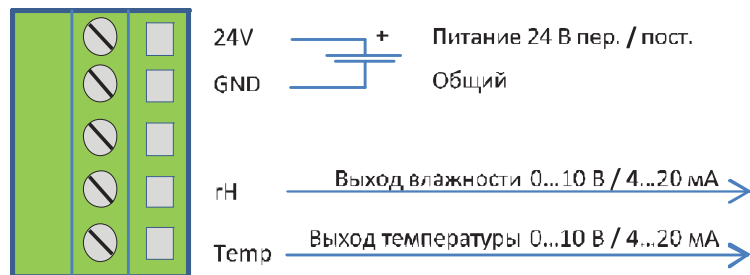 24V + Питание 24 В пер. / пост.
GND Общий
rH Выход влажности 0...10 В / 4...20 мА
Temp Выход температуры 0...10 В / 4...20 мА